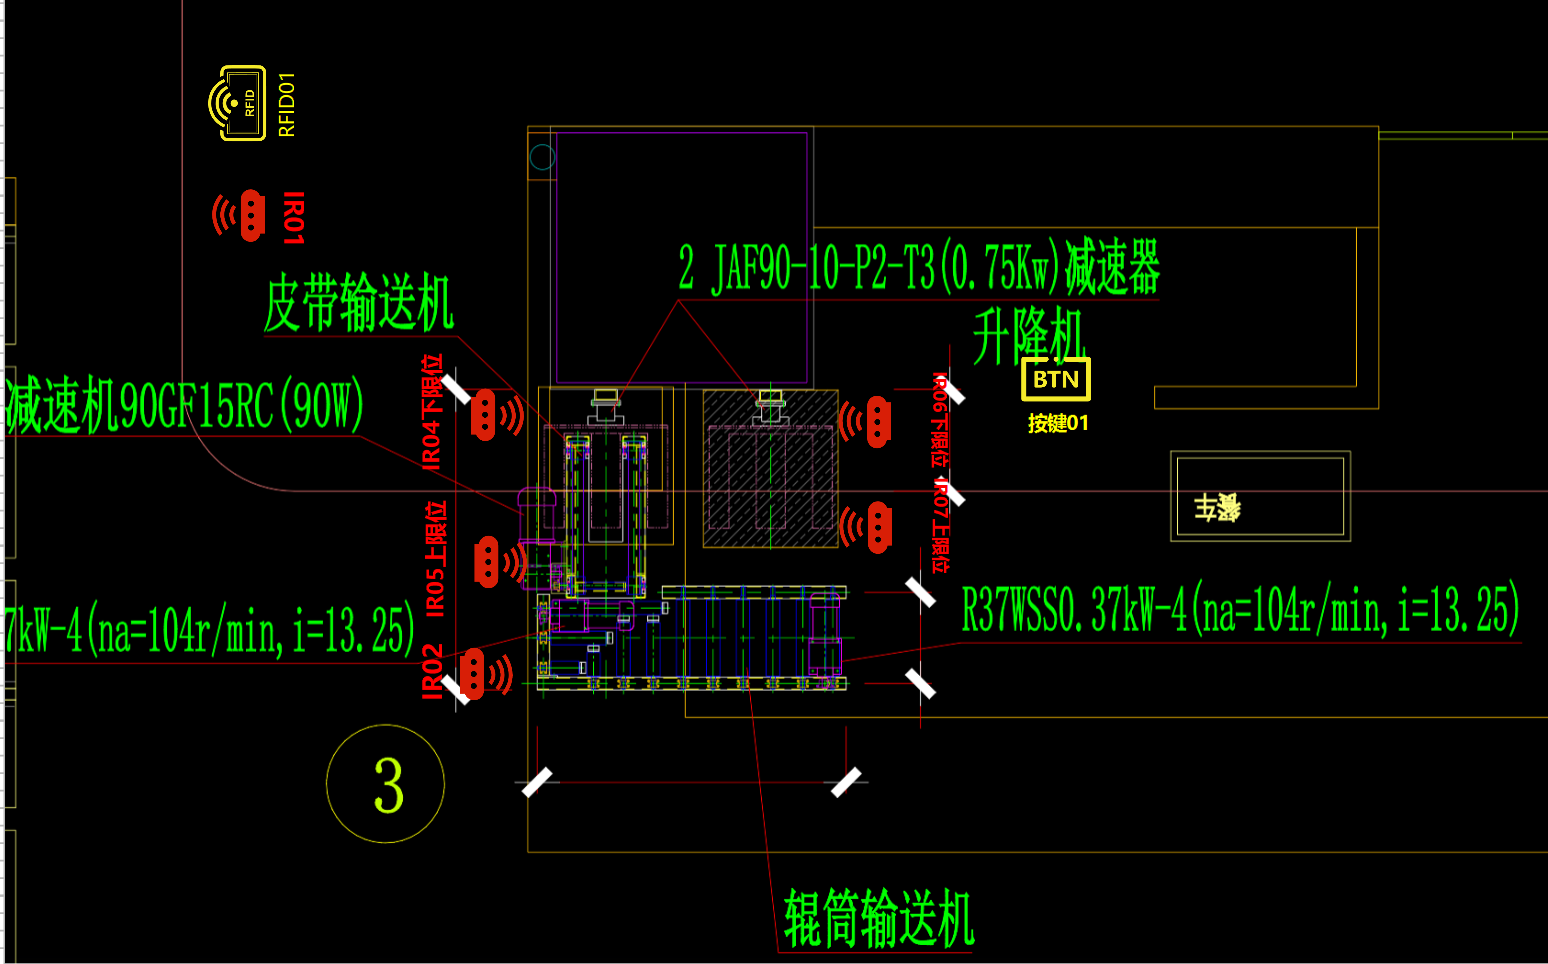 RFID
RFID01
IR01
2 JAF90-10-P2-T3(0.75Kw)减速器
皮带输送机
升降机
BTN
按键01
减速机90GF15RC(90W)
IR04下限位
IR06下限位
IR07上限位
餐车
IR05上限位
7kW-4(na=104r/min, i=13.25)
R37WSS0.37kW-4(na=104r/min, i=13.25)
IR02
3
辊筒输送机